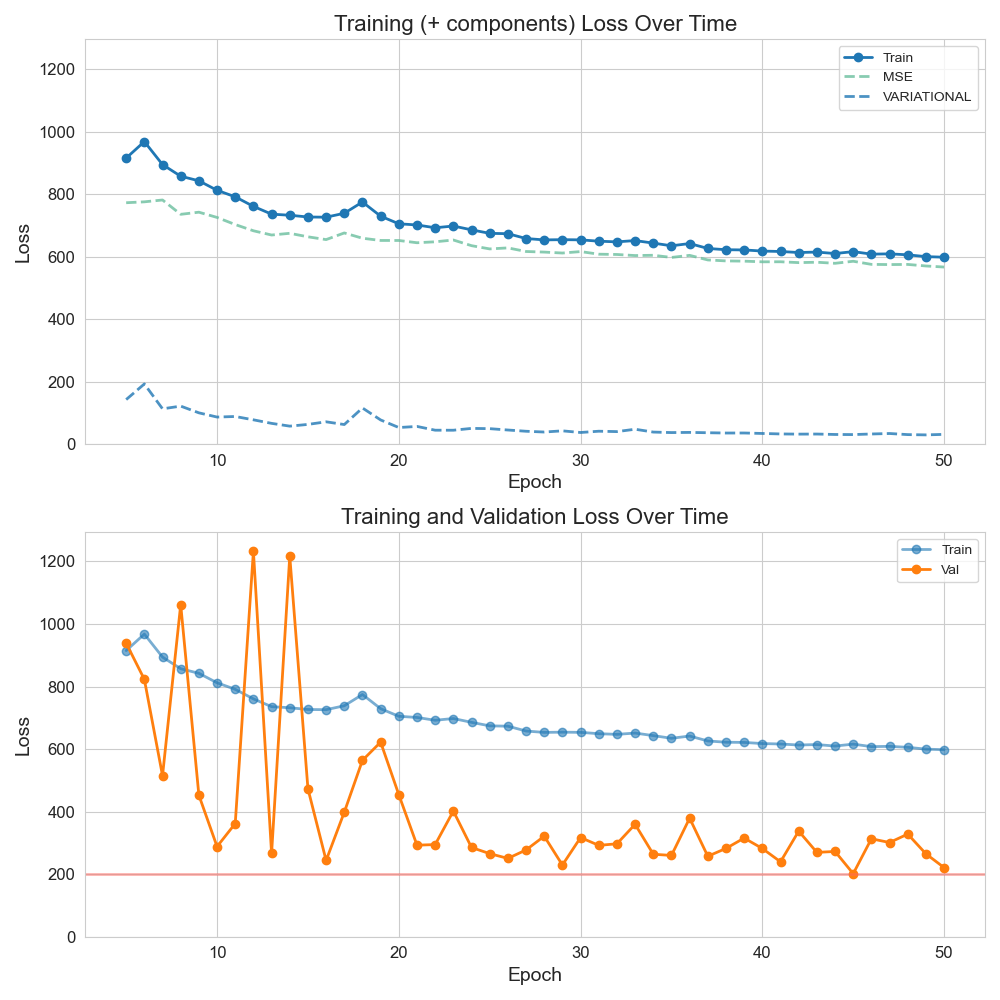 Training (+ components) Loss Over Time
Train
MSE
VARIATIONAL
1200
1000
800
600
400
200
0
Loss
10 20 30 40 50
Epoch
Training and Validation Loss Over Time
Train
Val
1200
1000
800
600
400
200
0
Loss
10 20 30 40 50
Epoch